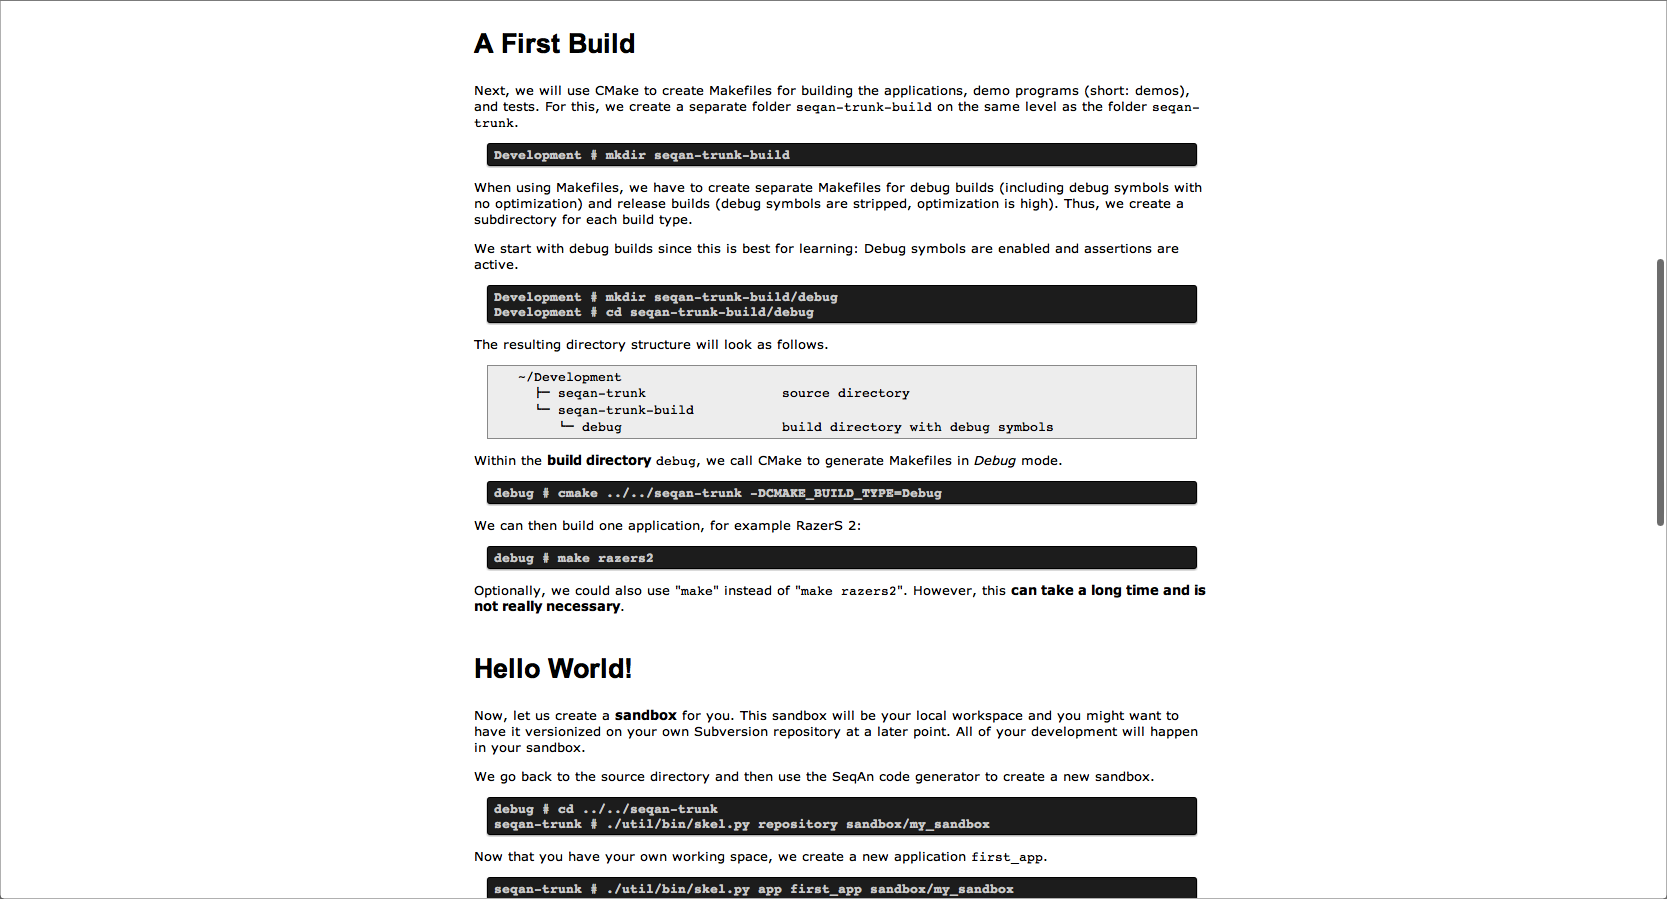 A First Build
Next, we will use CMake to create Makefiles for building the applications, demo programs (short: demos),
and tests. For this, we create a separate folder seqan-trunk-build on the same level as the folder seqan-
trunk.
Development # mkdir seqan-trunk-build
When using Makefiles, we have to create separate Makefiles for debug builds (including debug symbols with
no optimization) and release builds (debug symbols are stripped, optimization is high). Thus, we create a
subdirectory for each build type.
We start with debug builds since this is best for learning: Debug symbols are enabled and assertions are
active.
Development # mkdir seqan-trunk-build/debug
Development # cd seqan-trunk-build/debug
The resulting directory structure will look as follows.
~/Development
├─ seqan-trunk source directory
└─ seqan-trunk-build
└─ debug build directory with debug symbols
Within the build directory debug, we call CMake to generate Makefiles in Debug mode.
debug # cmake ../../seqan-trunk -DCMAKE_BUILD_TYPE=Debug
We can then build one application, for example RazerS 2:
debug # make razers2
Optionally, we could also use "make" instead of "make razers2". However, this can take a long time and is
not really necessary.
Hello World!
Now, let us create a sandbox for you. This sandbox will be your local workspace and you might want to
have it versionized on your own Subversion repository at a later point. All of your development will happen
in your sandbox.
We go back to the source directory and then use the SeqAn code generator to create a new sandbox.
debug # cd ../../seqan-trunk
seqan-trunk # ./util/bin/skel.py repository sandbox/my_sandbox
Now that you have your own working space, we create a new application first_app.
seqan-trunk # ./util/bin/skel.py app first_app sandbox/my_sandbox